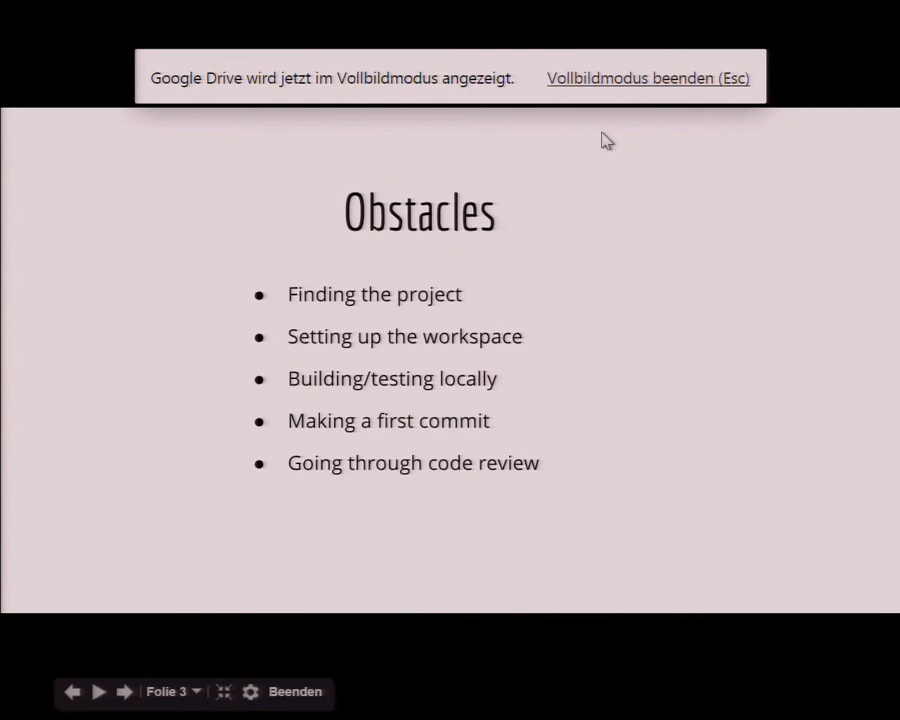 Google Drive wird jetzt im Vollbildmodus angezeigt. Vollbildmodus beenden (Esc)
Obstacles
● Finding the project
● Setting up the workspace
● Building/testing locally
● Making a first commit
● Going through code review
Folie 3 Beenden